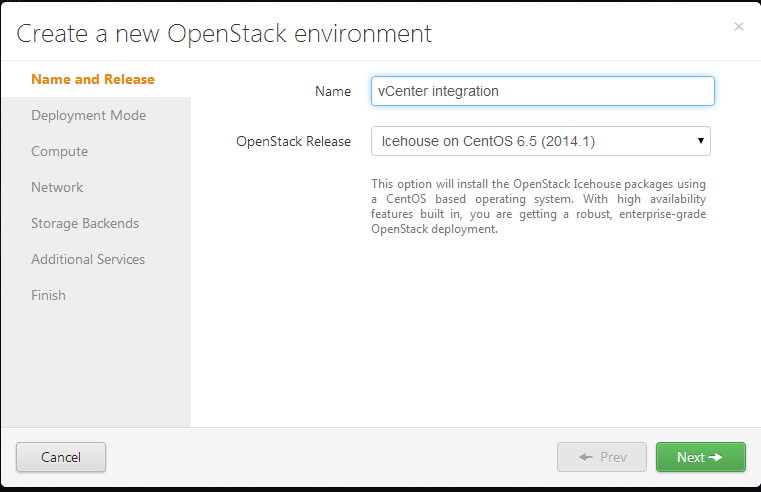 Create a new OpenStack environment
×
Name and Release
Deployment Mode
Compute
Network
Storage Backends
Additional Services
Finish
Name
vCenter integration
OpenStack Release
Icehouse on CentOS 6.5 (2014.1)
This option will install the OpenStack Icehouse packages using
a CentOS based operating system. With high availability
features built in, you are getting a robust, enterprise-grade
OpenStack deployment.
Cancel
Prev
Next